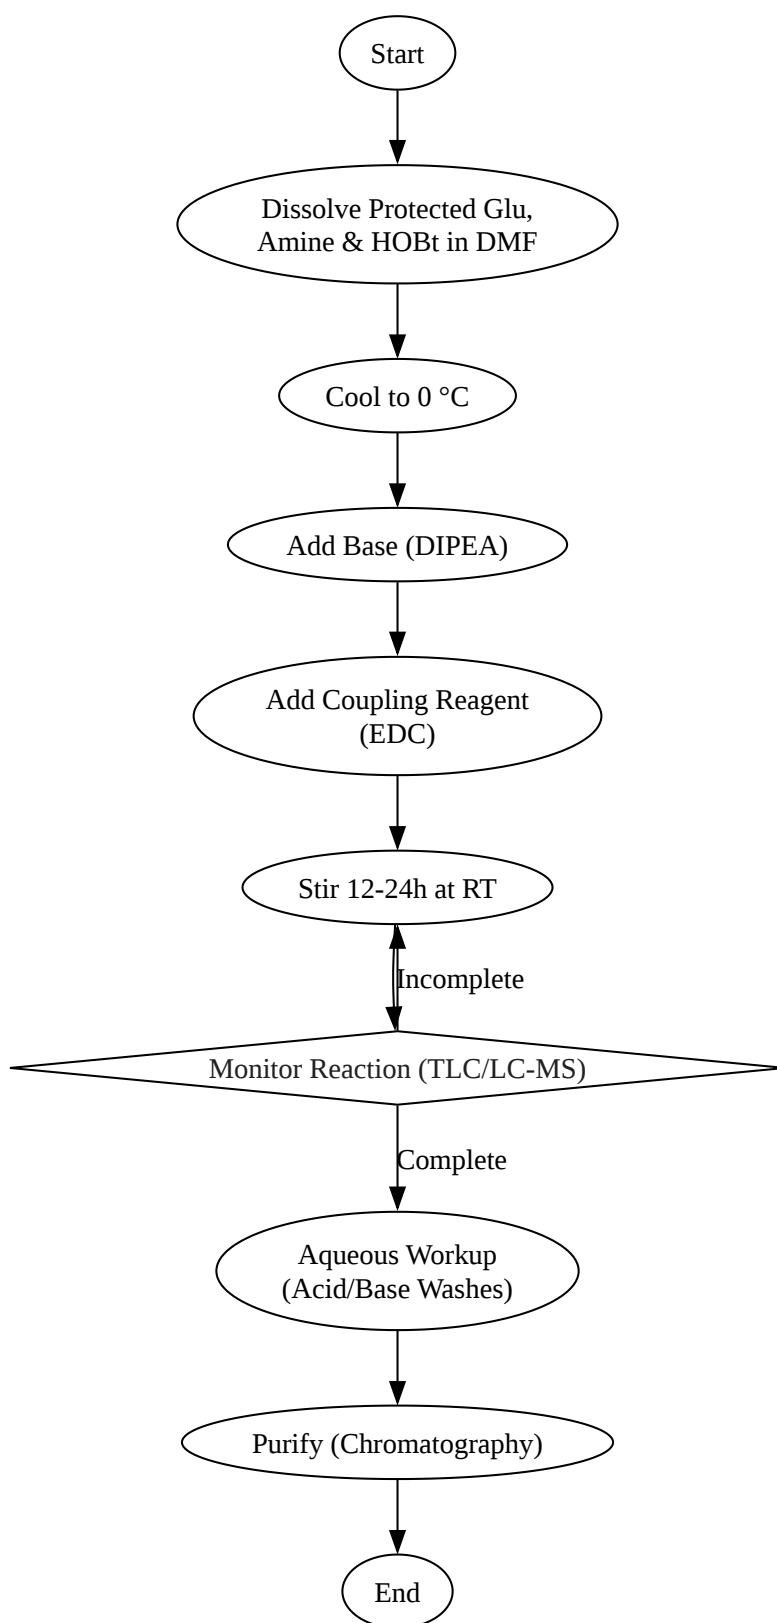 Start
Dissolve Protected Glu,
Amine & HOBt in DMF
Cool to 0 °C
Add Base (DIPEA)
Add Coupling Reagent
(EDC)
Stir 12-24h at RT
Incomplete
Monitor Reaction (TLC/LC-MS)
Complete
Aqueous Workup
(Acid/Base Washes)
Purify (Chromatography)
End